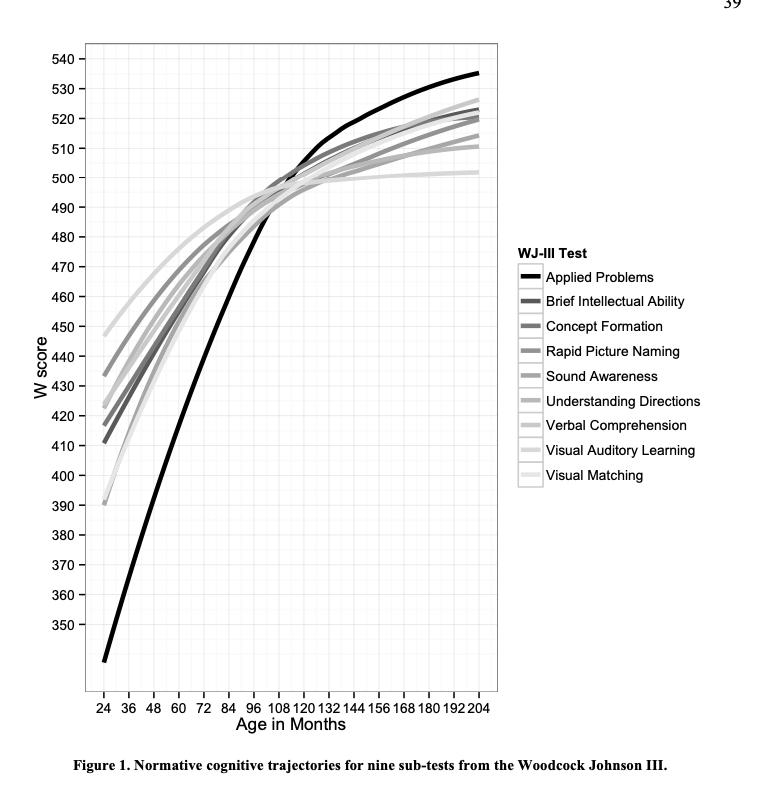 39
540
530
520
510
500
490
480
470
460
450
440
430
420
410
400
390
380
370
360
350
W score
24 36 48 60 72 84 96 108 120 132 144 156 168 180 192 204
Age in Months
WJ-III Test
Applied Problems
Brief Intellectual Ability
Concept Formation
Rapid Picture Naming
Sound Awareness
Understanding Directions
Verbal Comprehension
Visual Auditory Learning
Visual Matching
Figure 1. Normative cognitive trajectories for nine sub-tests from the Woodcock Johnson III.